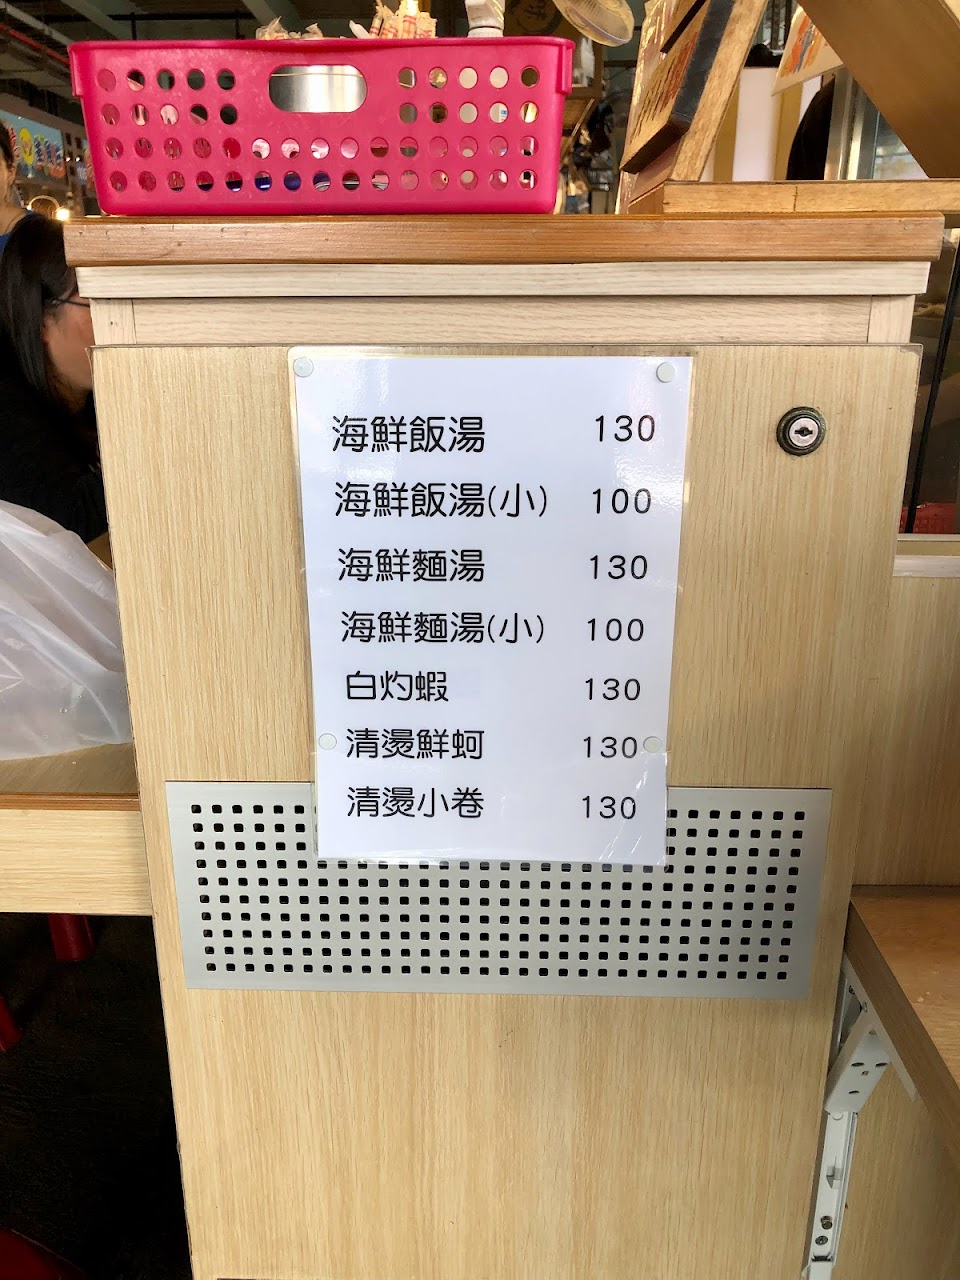 海鮮飯湯 130
海鮮飯湯(小) 100
海鮮麵湯 130
海鮮麵湯(小) 100
白灼蝦 130
清燙鮮蚵 130
清燙小卷 130